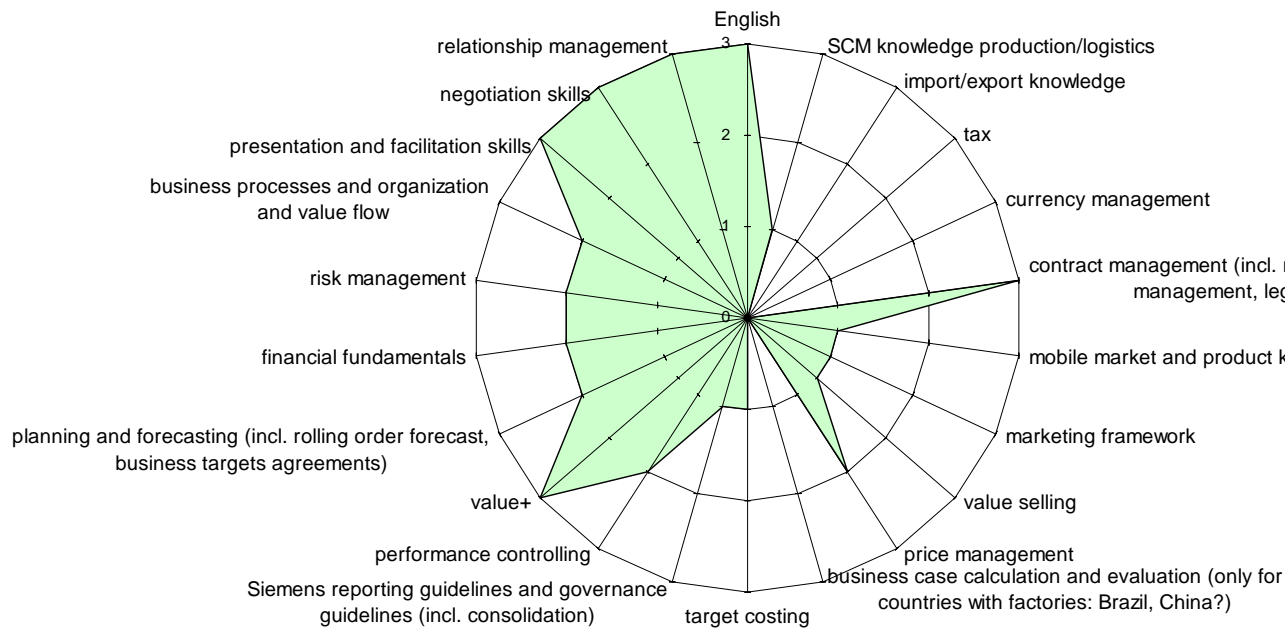 English
3
2
1
0
SCM knowledge production/logistics
import/export knowledge
tax
currency management
contract management (incl.
management,
mobile market and product
marketing framework
value selling
price management
business case calculation and evaluation (only for
countries with factories: Brazil, China?)
target costing
Siemens reporting guidelines and governance
guidelines (incl. consolidation)
performance controlling
value+
planning and forecasting (incl. rolling order forecast,
business targets agreements)
financial fundamentals
risk management
business processes and organization
and value flow
presentation and facilitation skills
negotiation skills
relationship management